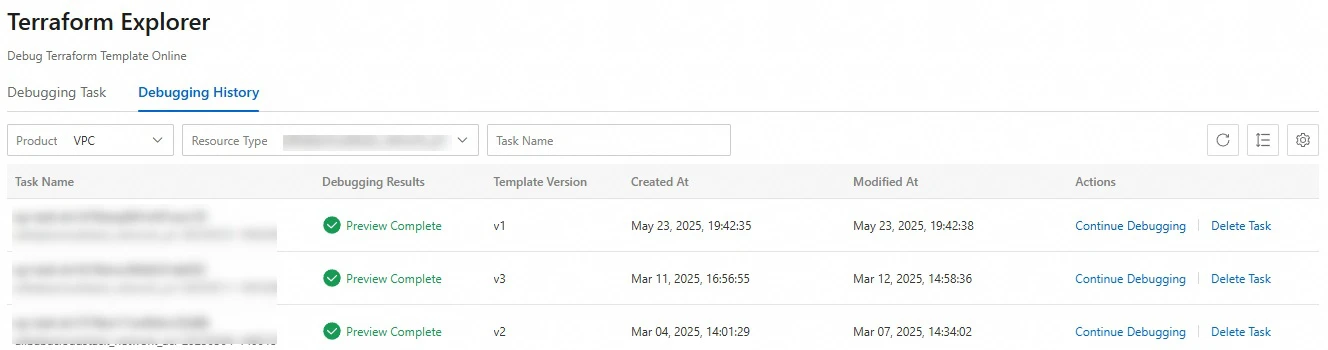 Terraform Explorer
Debug Terraform Template Online
Debugging Task Debugging History
Product VPC Resource Type Task Name
Task Name Debugging Results Template Version Created At Modified At Actions
Preview Complete v1 May 23, 2025, 19:42:35 May 23, 2025, 19:42:38 Continue Debugging Delete Task
Preview Complete v3 Mar 11, 2025, 16:56:55 Mar 12, 2025, 14:58:36 Continue Debugging Delete Task
Preview Complete v2 Mar 04, 2025, 14:01:29 Mar 07, 2025, 14:34:02 Continue Debugging Delete Task